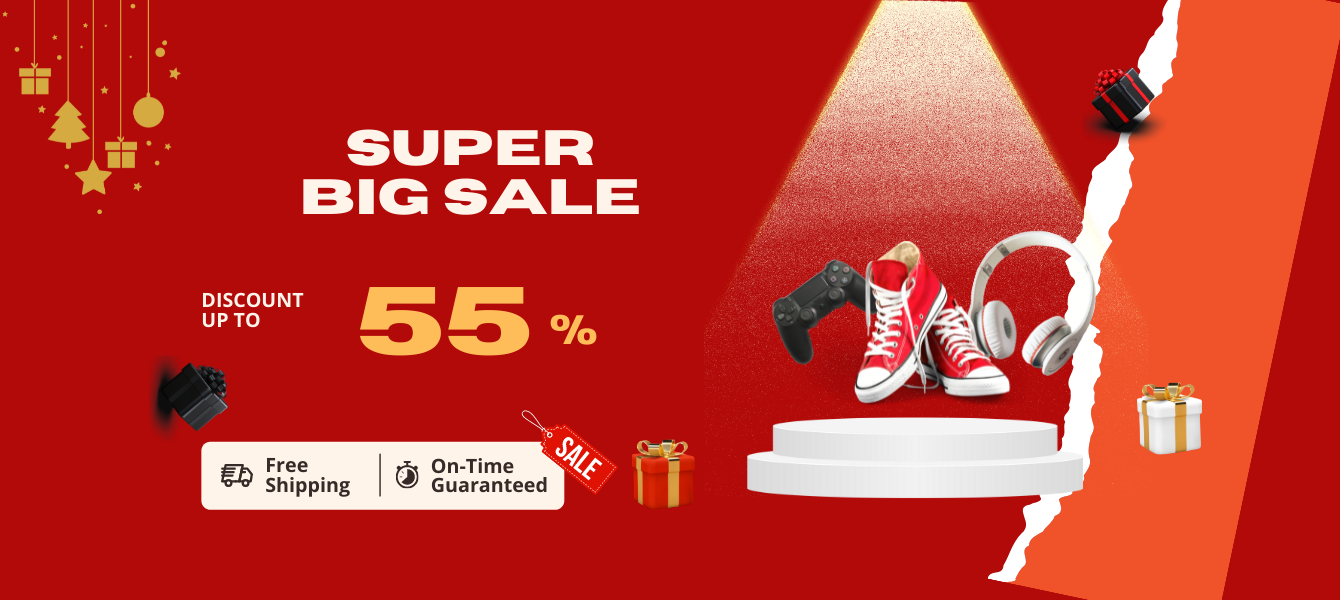 SUPER
BIG SALE
DISCOUNT
UP TO
55 %
Free
Shipping
On-Time
Guaranteed
SALE